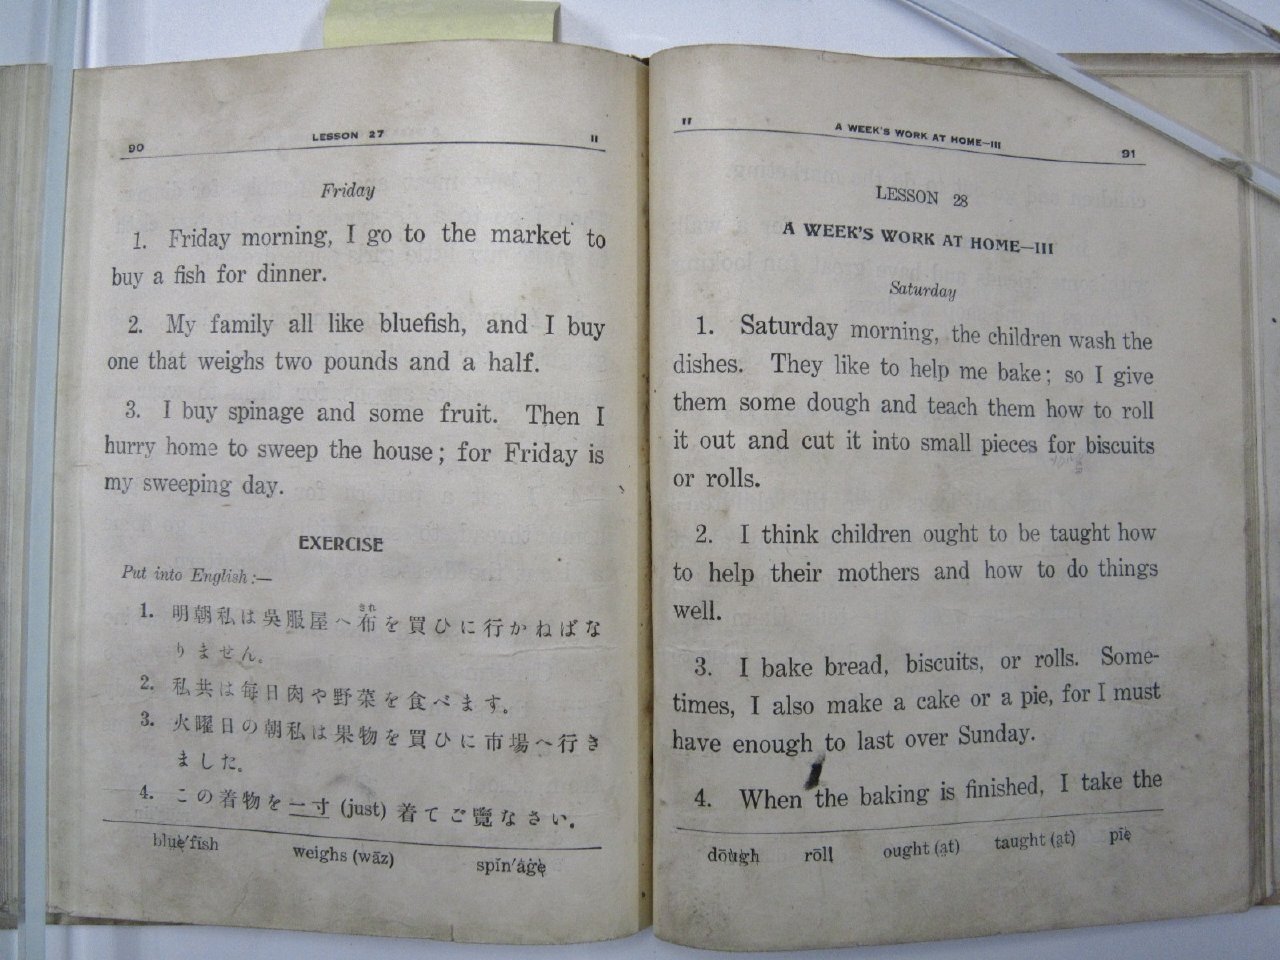 90
LESSON 27
II
Friday
1. Friday morning, I go to the market to
buy a fish for dinner.
2. My family all like bluefish, and I buy
one that weighs two pounds and a half.
3. I buy spinage and some fruit. Then I
hurry home to sweep the house; for Friday is
my sweeping day.
EXERCISE
Put into English:—
1. 明朝私は呉服屋へ布を買ひに行かねばな
きれ
りません。
2. 私共は毎日肉や野菜を食べます。
3. 火曜日の朝私は果物を買ひに市場へ行き
ました。
4. この着物を一寸 (just) 着てご覽なさい。
blue′fish
weighs (wāz)
spin′age
II
A WEEK'S WORK AT HOME—III
91
LESSON 28
A WEEK'S WORK AT HOME—III
Saturday
1. Saturday morning, the children wash the
dishes. They like to help me bake; so I give
them some dough and teach them how to roll
it out and cut it into small pieces for biscuits
or rolls.
2. I think children ought to be taught how
to help their mothers and how to do things
well.
3. I bake bread, biscuits, or rolls. Some-
times, I also make a cake or a pie, for I must
have enough to last over Sunday.
4. When the baking is finished, I take the
dōugh
rōll
ought (a̤t)
taught (a̤t)
pīe